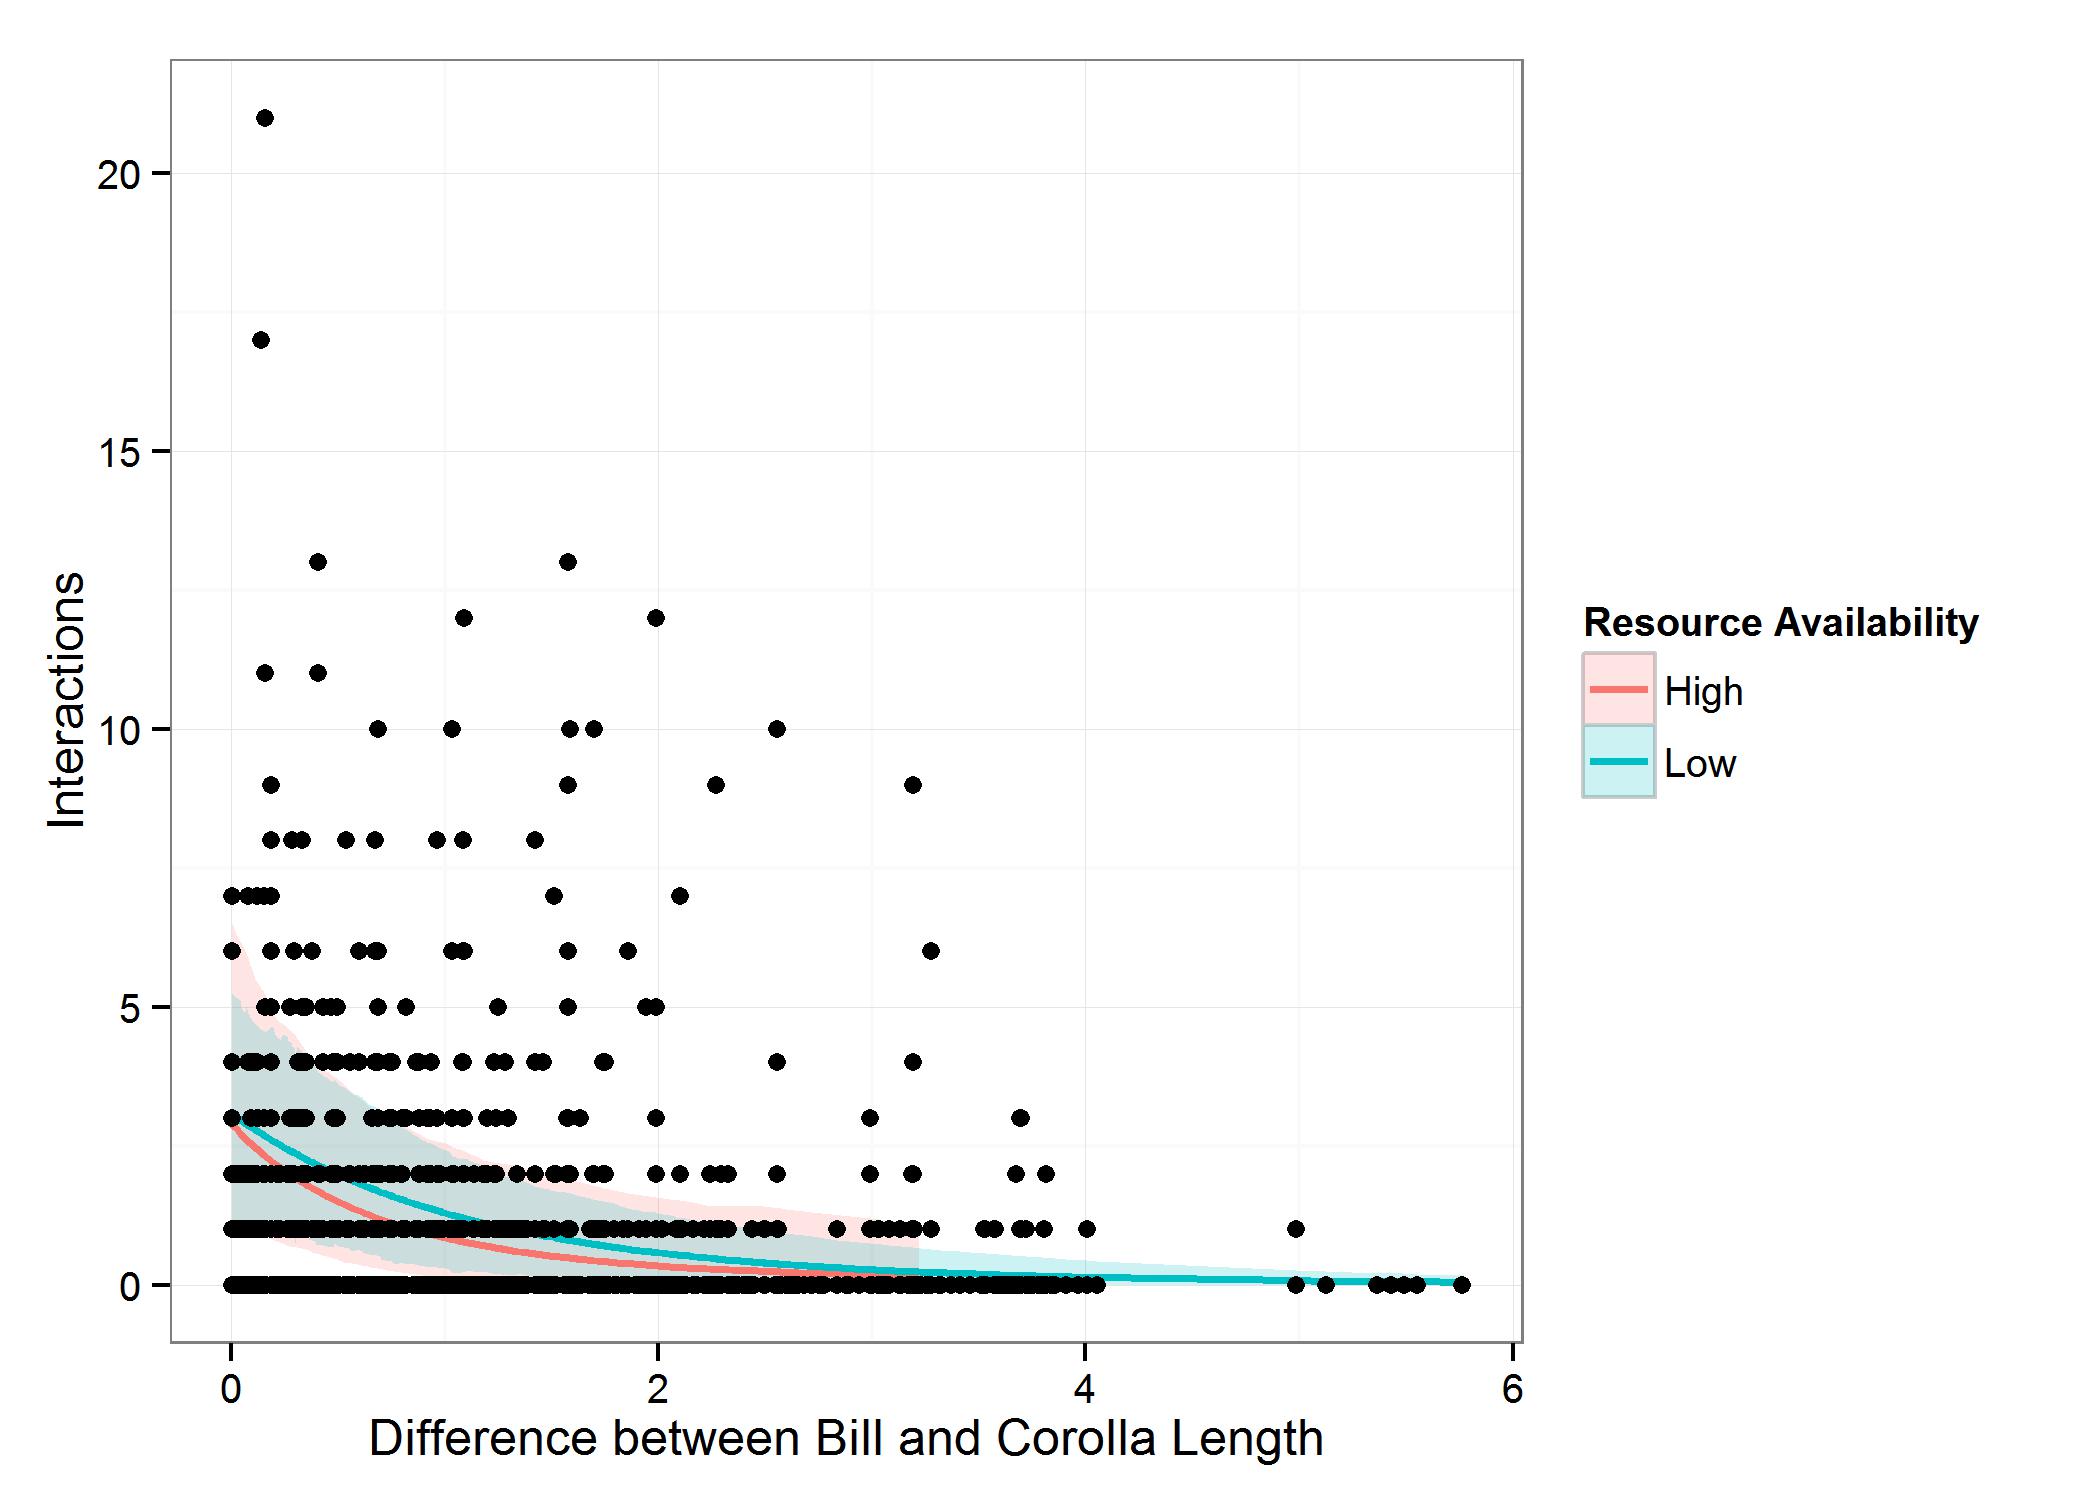 20
15
10
5
0
Interactions
0 2 4 6
Difference between Bill and Corolla Length
Resource Availability
High
Low